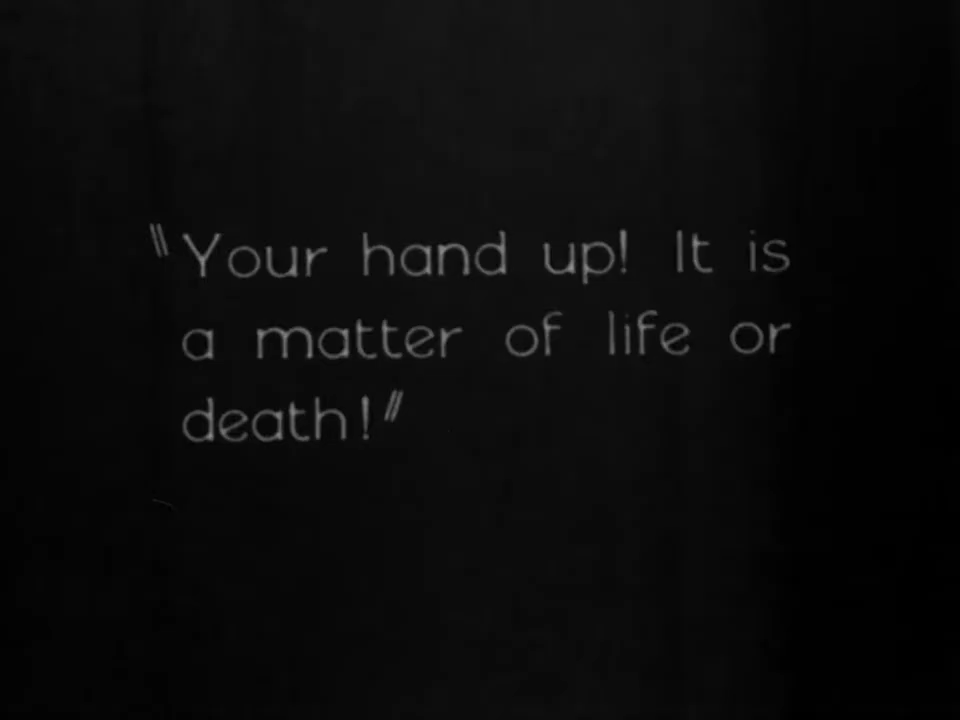 "Your hand up! It is
a matter of life or
death!"